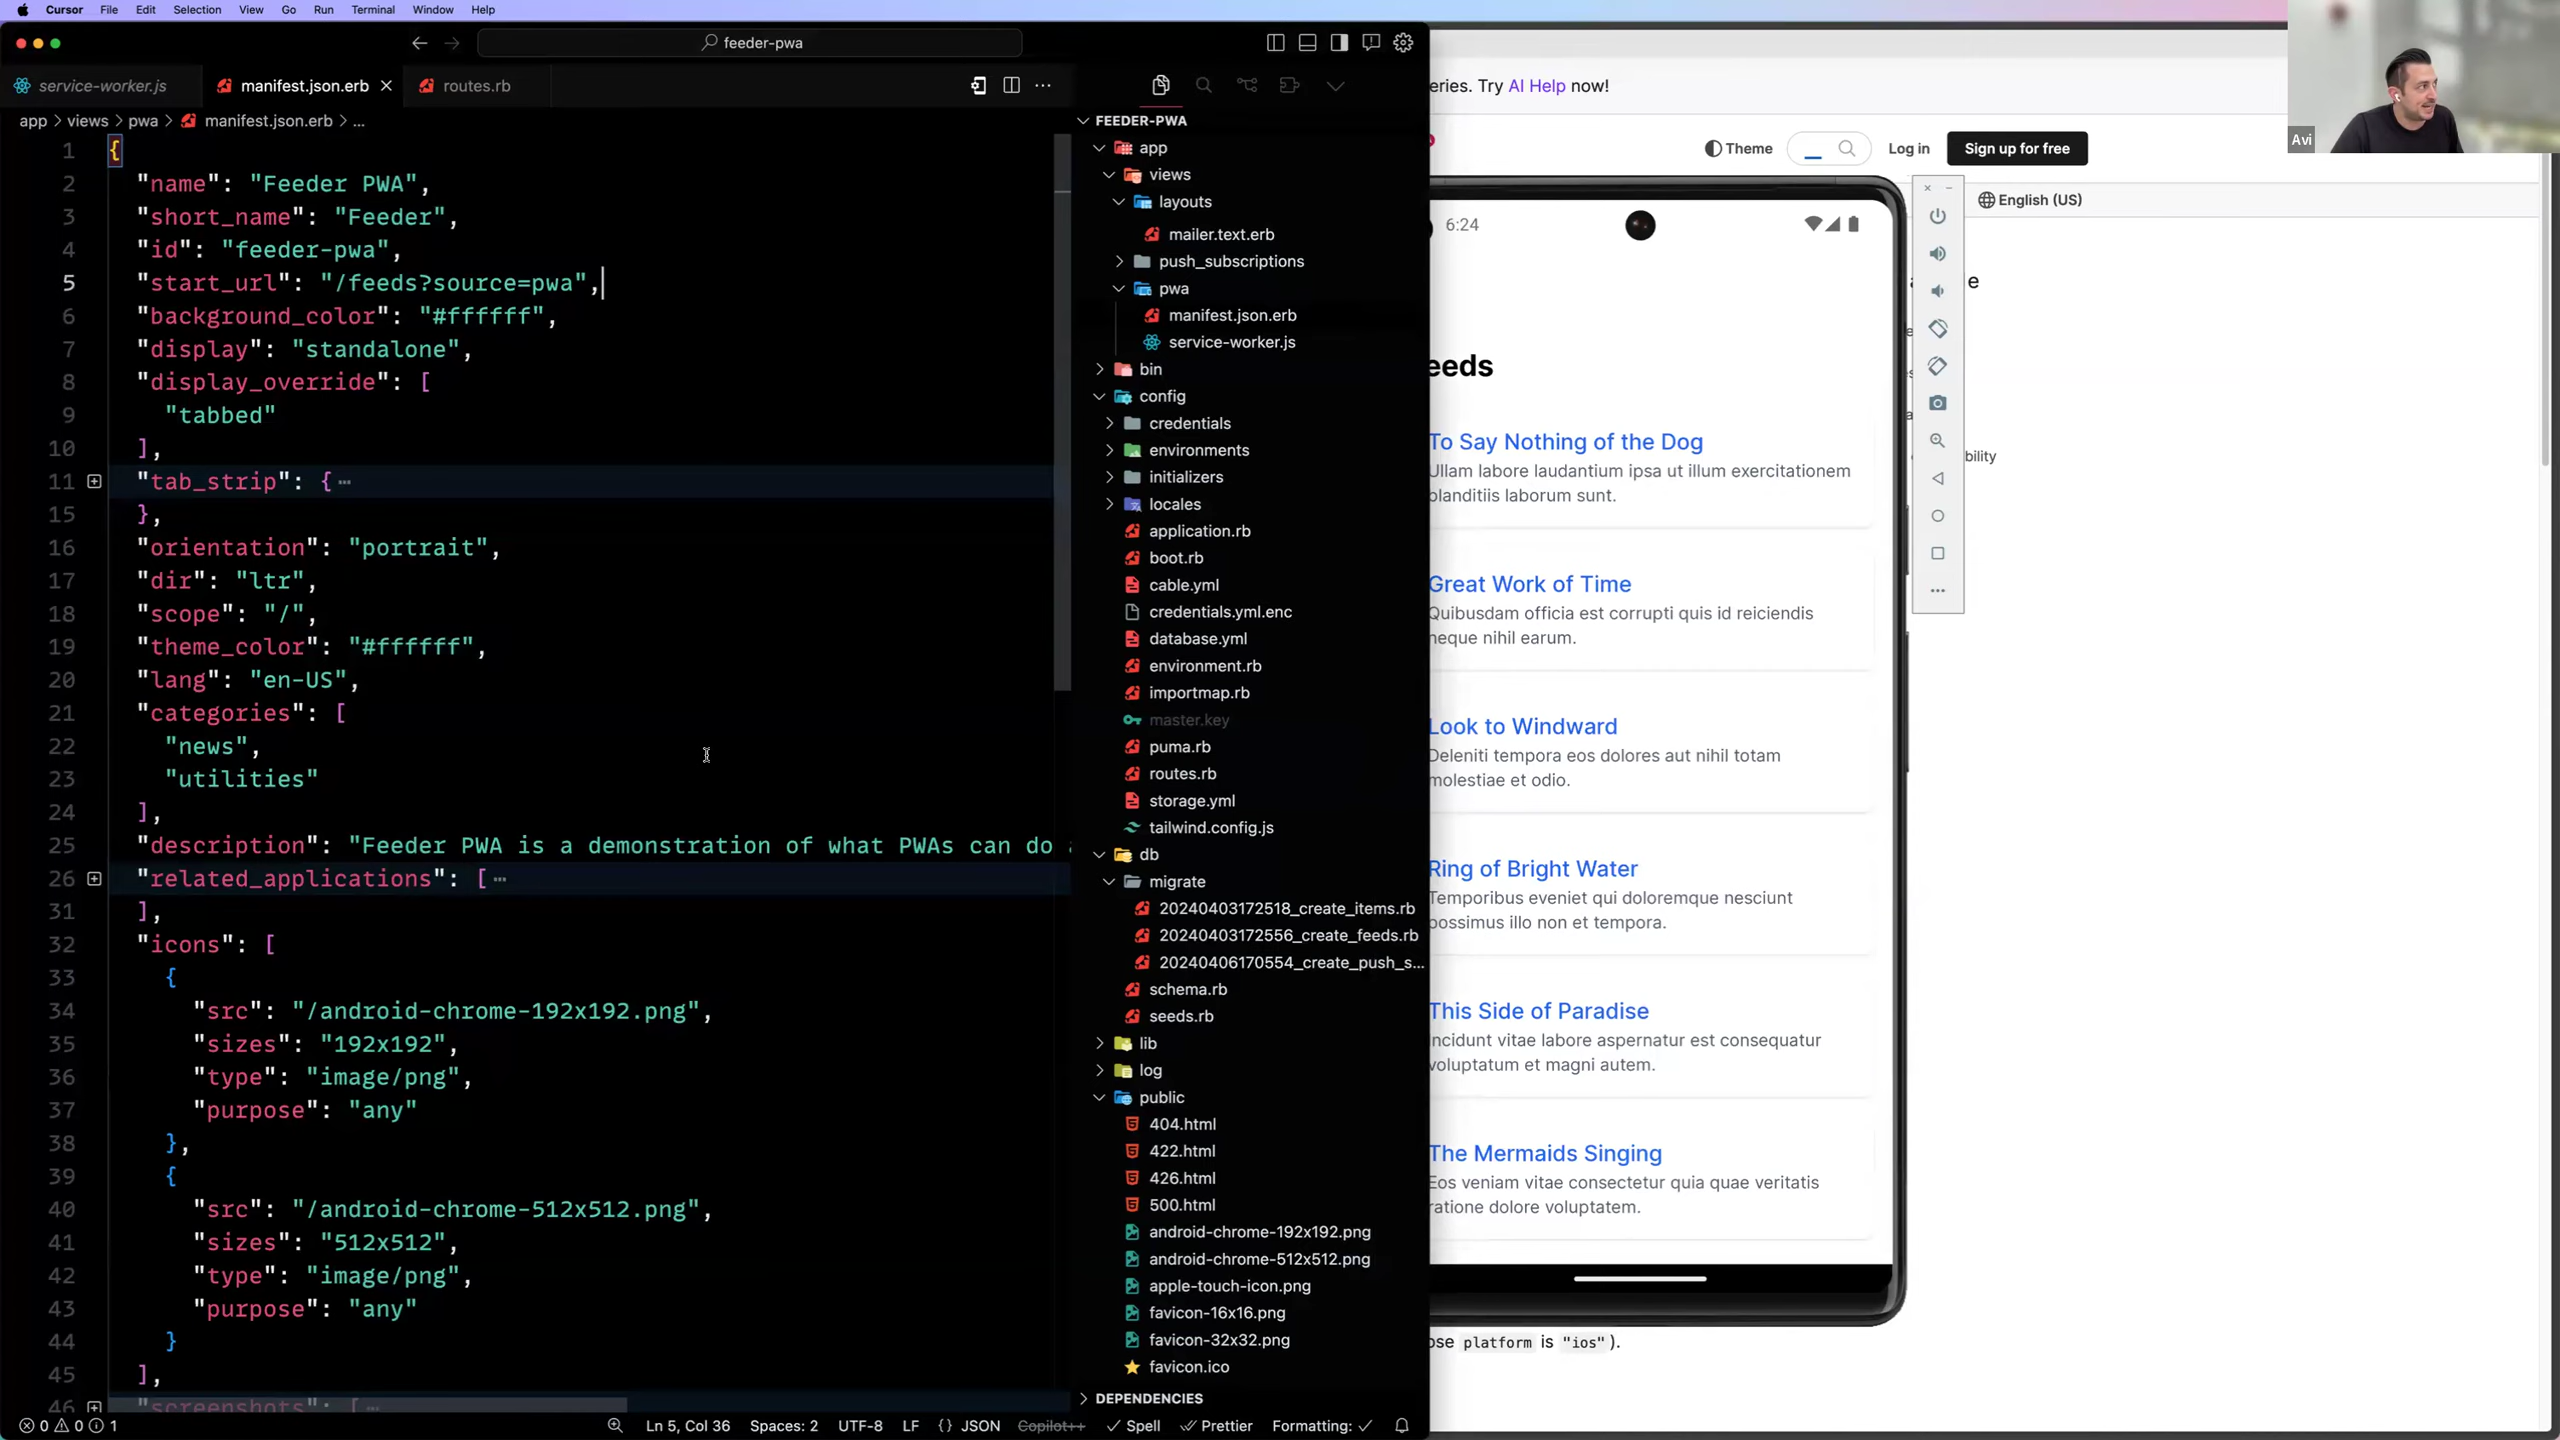 Cursor File Edit Selection View Go Run Terminal Window Help
feeder-pwa
service-worker.js manifest.json.erb routes.rb
app > views > pwa > manifest.json.erb > ...
1 {
2 "name": "Feeder PWA",
3 "short_name": "Feeder",
4 "id": "feeder-pwa",
5 "start_url": "/feeds?source=pwa",
6 "background_color": "#ffffff",
7 "display": "standalone",
8 "display_override": [
9 "tabbed"
10 ],
11 "tab_strip": { ⋯
15 },
16 "orientation": "portrait",
17 "dir": "ltr",
18 "scope": "/",
19 "theme_color": "#ffffff",
20 "lang": "en-US",
21 "categories": [
22 "news",
23 "utilities"
24 ],
25 "description": "Feeder PWA is a demonstration of what PWAs can do
26 "related_applications": [ ⋯
31 ],
32 "icons": [
33 {
34 "src": "/android-chrome-192x192.png",
35 "sizes": "192x192",
36 "type": "image/png",
37 "purpose": "any"
38 },
39 {
40 "src": "/android-chrome-512x512.png",
41 "sizes": "512x512",
42 "type": "image/png",
43 "purpose": "any"
44 }
45 ],
46 "screenshots": [ ⋯
0 0 1 Ln 5, Col 36 Spaces: 2 UTF-8 LF {} JSON Copilot++ Spell Prettier Formatting:
FEEDER-PWA
app
views
layouts
mailer.text.erb
push_subscriptions
pwa
manifest.json.erb
service-worker.js
bin
config
credentials
environments
initializers
locales
application.rb
boot.rb
cable.yml
credentials.yml.enc
database.yml
environment.rb
importmap.rb
master.key
puma.rb
routes.rb
storage.yml
tailwind.config.js
db
migrate
20240403172518_create_items.rb
20240403172556_create_feeds.rb
20240406170554_create_push_s...
schema.rb
seeds.rb
lib
log
public
404.html
422.html
426.html
500.html
android-chrome-192x192.png
android-chrome-512x512.png
apple-touch-icon.png
favicon-16x16.png
favicon-32x32.png
favicon.ico
DEPENDENCIES
eries. Try AI Help now!
Theme Log in Sign up for free
English (US)
Avi
6:24
eeds
To Say Nothing of the Dog
Ullam labore laudantium ipsa ut illum exercitationem
blanditiis laborum sunt.
Great Work of Time
Quibusdam officia est corrupti quis id reiciendis
neque nihil earum.
Look to Windward
Deleniti tempora eos dolores aut nihil totam
molestiae et odio.
Ring of Bright Water
Temporibus eveniet qui doloremque nesciunt
possimus illo non et tempora.
This Side of Paradise
Incidunt vitae labore aspernatur est consequatur
voluptatum et magni autem.
The Mermaids Singing
Eos veniam vitae consectetur quia quae veritatis
ratione dolore voluptatem.
e
bility
ose platform is "ios" ).